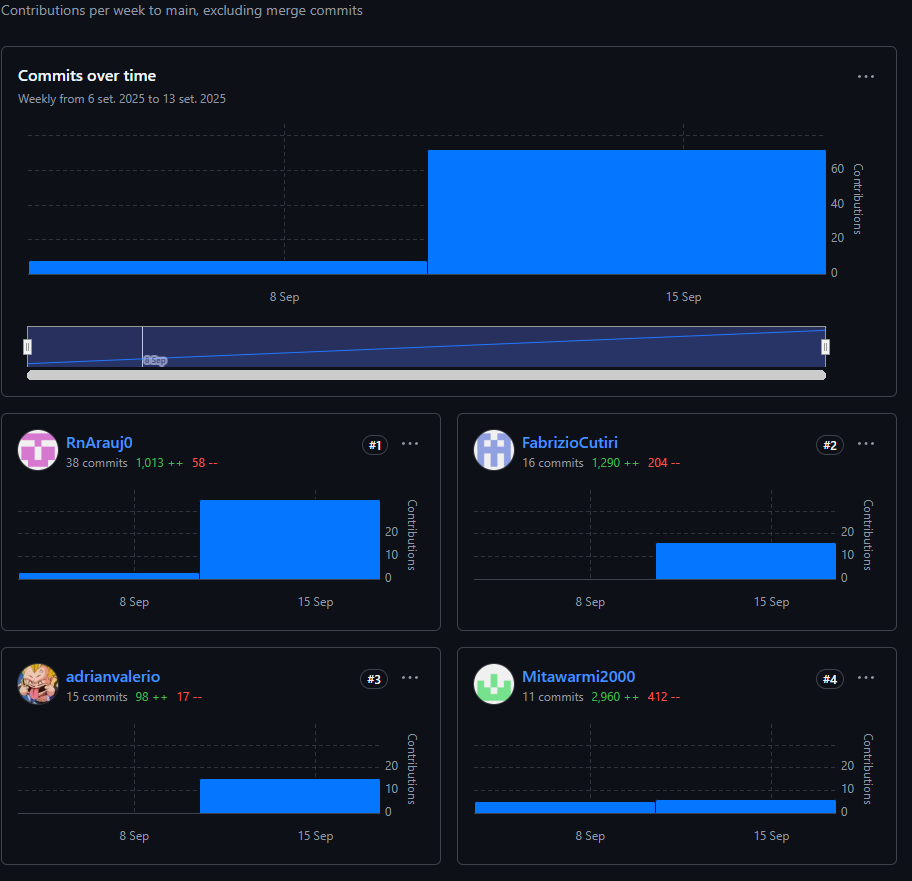 Contributions per week to main, excluding merge commits
Commits over time
Weekly from 6 set. 2025 to 13 set. 2025
60
40
20
0
Contributions
8 Sep
15 Sep
8 Sep
RnArauj0
#1
38 commits 1,013 ++ 58 --
20
10
0
Contributions
8 Sep
15 Sep
FabrizioCutiri
#2
16 commits 1,290 ++ 204 --
20
10
0
Contributions
8 Sep
15 Sep
adrianvalerio
#3
15 commits 98 ++ 17 --
20
10
0
Contributions
8 Sep
15 Sep
Mitawarmi2000
#4
11 commits 2,960 ++ 412 --
20
10
0
Contributions
8 Sep
15 Sep